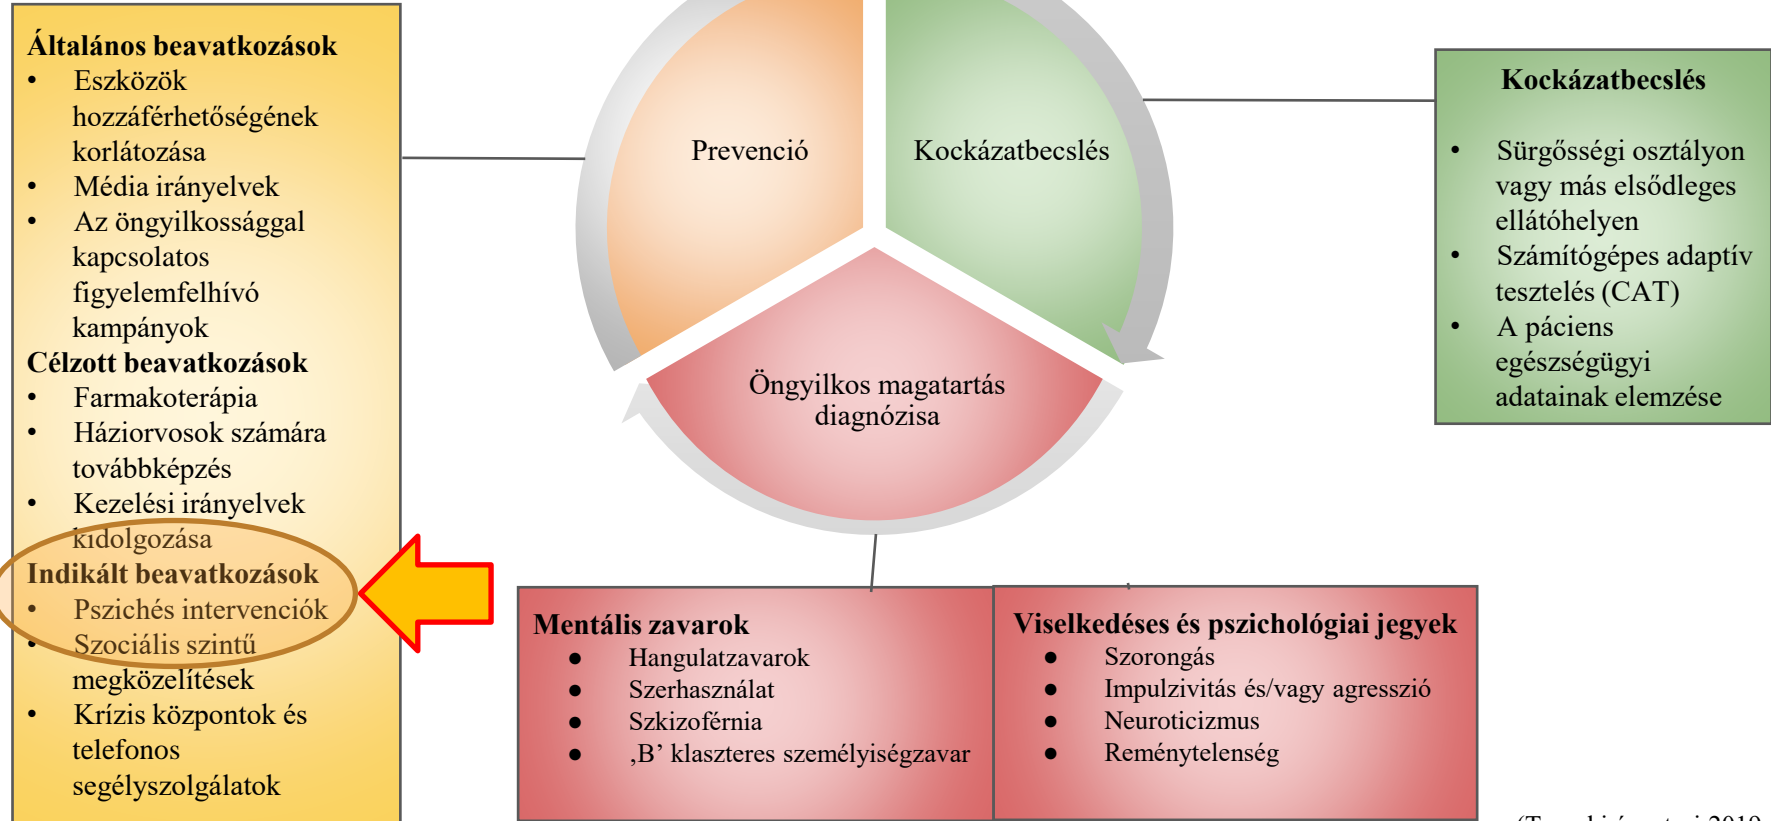 Általános beavatkozások
• Eszközök
hozzáférhetőségének
korlátozása
• Média irányelvek
• Az öngyilkossággal
kapcsolatos
figyelemfelhívó
kampányok
Célzott beavatkozások
• Farmakoterápia
• Háziorvosok számára
továbbképzés
• Kezelési irányelvek
kidolgozása
Indikált beavatkozások
• Pszichés intervenciók
• Szociális szintű
megközelítések
• Krízis központok és
telefonos
segélyszolgálatok
Prevenció
Kockázatbecslés
Öngyilkos magatartás
diagnózisa
Kockázatbecslés
• Sürgősségi osztályon
vagy más elsődleges
ellátóhelyen
• Számítógépes adaptív
tesztelés (CAT)
• A páciens
egészségügyi
adatainak elemzése
Mentális zavarok
● Hangulatzavarok
● Szerhasználat
● Szkizoférnia
● ‚B’ klaszteres személyiségzavar
Viselkedéses és pszichológiai jegyek
● Szorongás
● Impulzivitás és/vagy agresszió
● Neuroticizmus
● Reménytelenség